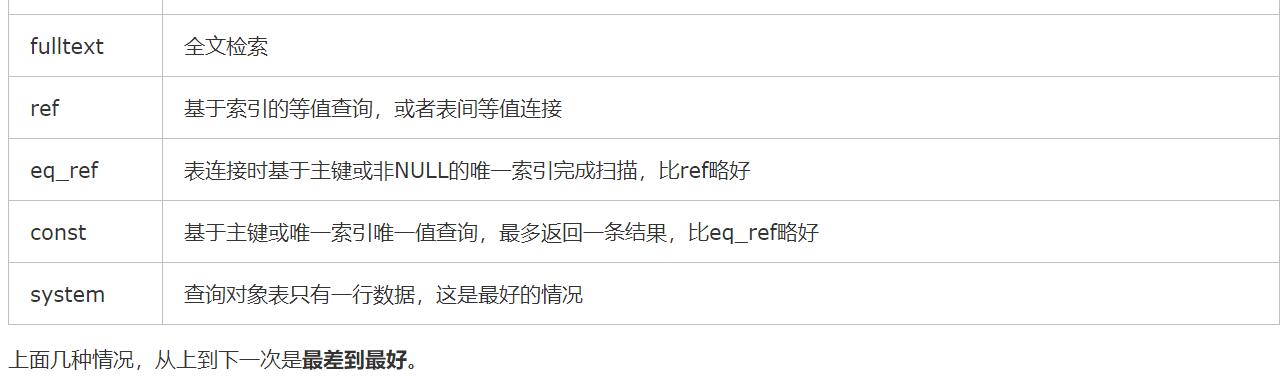 fulltext 全文检索
ref 基于索引的等值查询，或者表间等值连接
eq_ref 表连接时基于主键或非NULL的唯一索引完成扫描，比ref略好
const 基于主键或唯一索引唯一值查询，最多返回一条结果，比eq_ref略好
system 查询对象表只有一行数据，这是最好的情况
上面几种情况，从上到下一次是最差到最好。